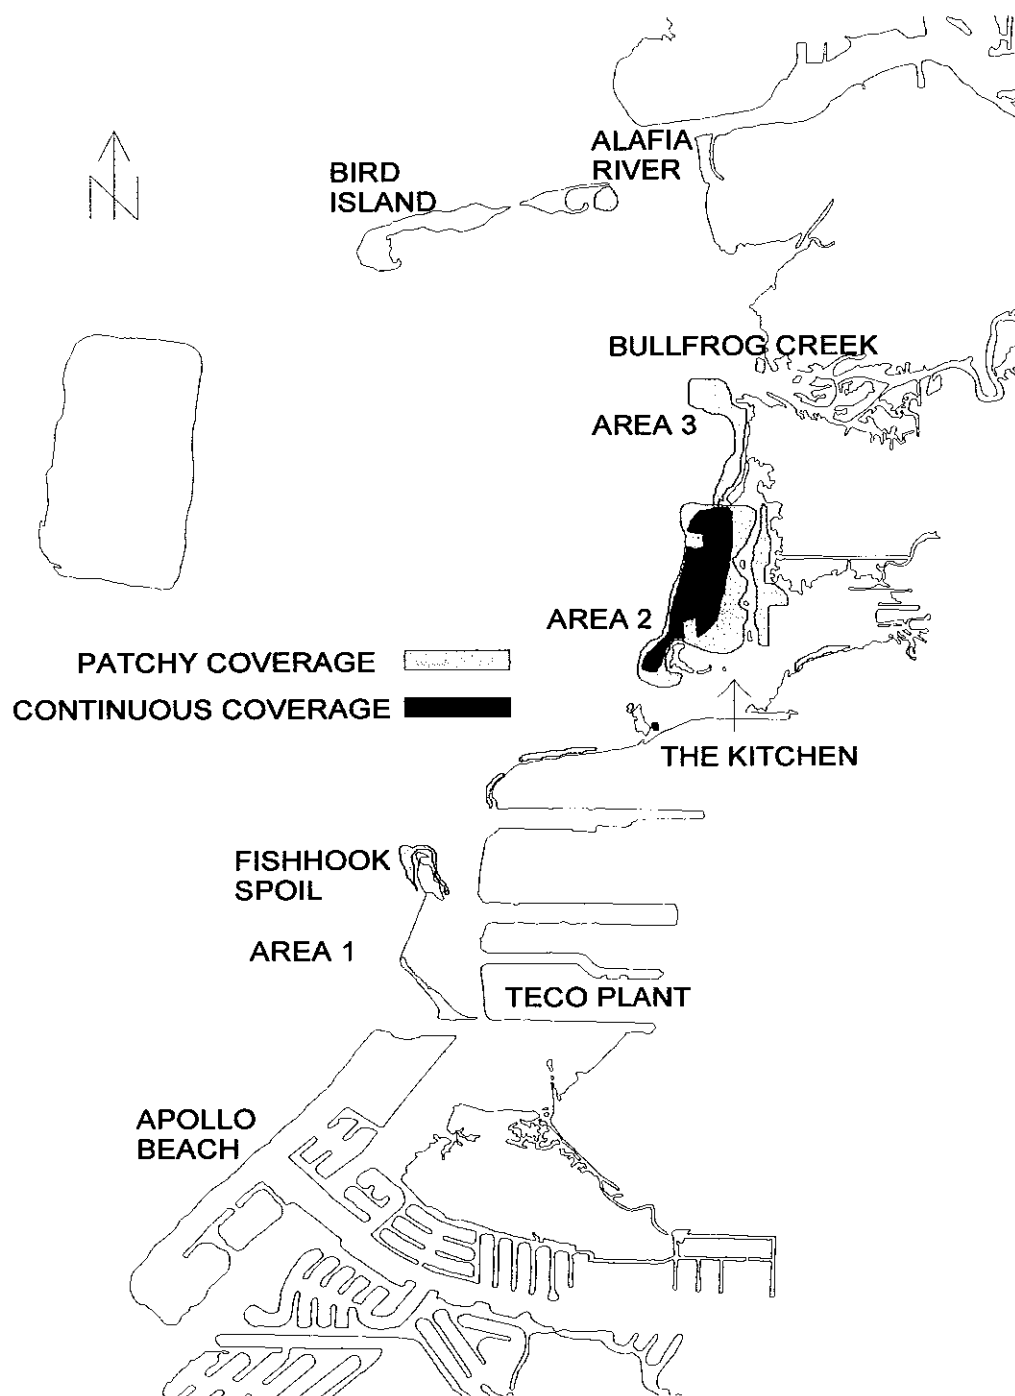 ALAFIA
RIVER
BIRD
ISLAND
N
BULLFROG CREEK
AREA 3
AREA 2
PATCHY COVERAGE
CONTINUOUS COVERAGE
THE KITCHEN
FISHHOOK
SPOIL
AREA 1
TECO PLANT
APOLLO
BEACH